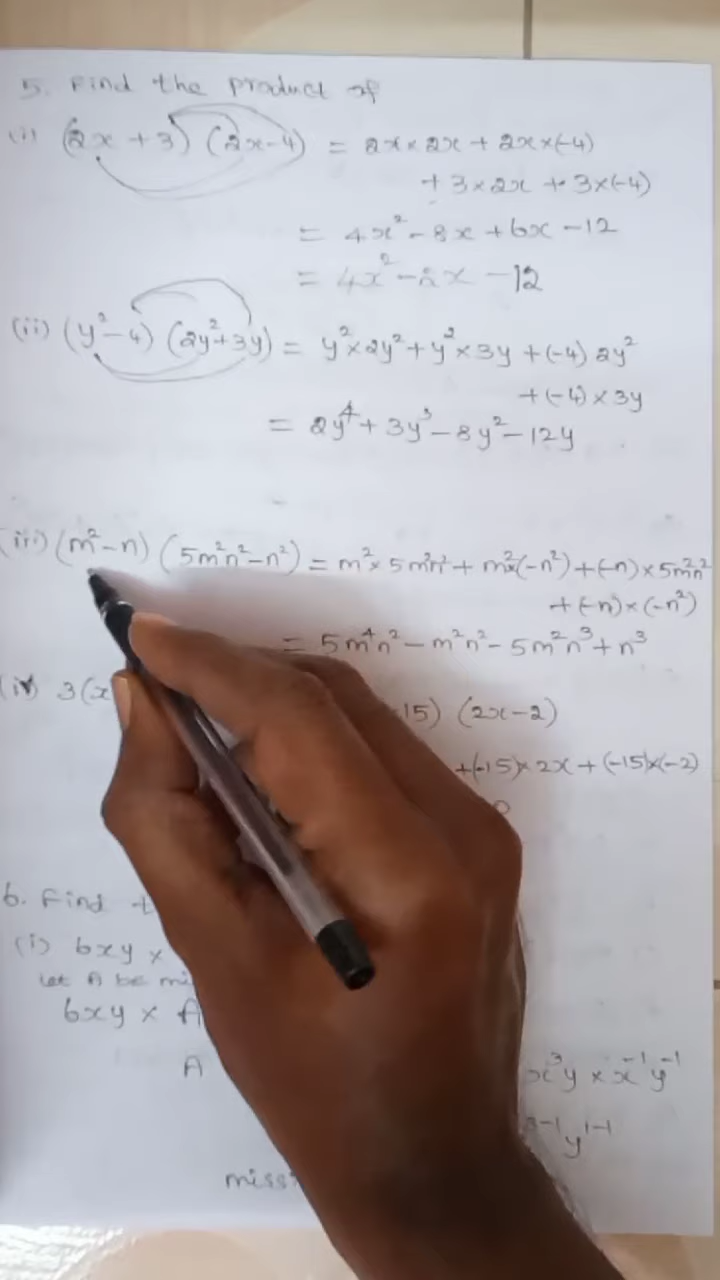 5. Find the product of
(i) (2x + 3) (2x - 4) = 2x × 2x + 2x × (-4)
+ 3 × 2x + 3 × (-4)
= 4x² - 8x + 6x - 12
= 4x² - 2x - 12
(ii) (y² - 4) (2y² + 3y) = y² × 2y² + y² × 3y + (-4) 2y²
+ (-4) × 3y
= 2y⁴ + 3y³ - 8y² - 12y
(iii) (m² - n) (5m²n² - n²) = m² × 5m²n² + m² × (-n²) + (-n) × 5m²n²
+ (-n) × (-n²)
= 5m⁴n² - m²n² - 5m²n³ + n³
(iv) 3(x 15) (2x - 2)
+ (-15) × 2x + (-15) × (-2)
6. Find
(i) 6xy ×
Let A be
6xy × A
A x³y × x⁻¹y⁻¹
y¹⁻¹